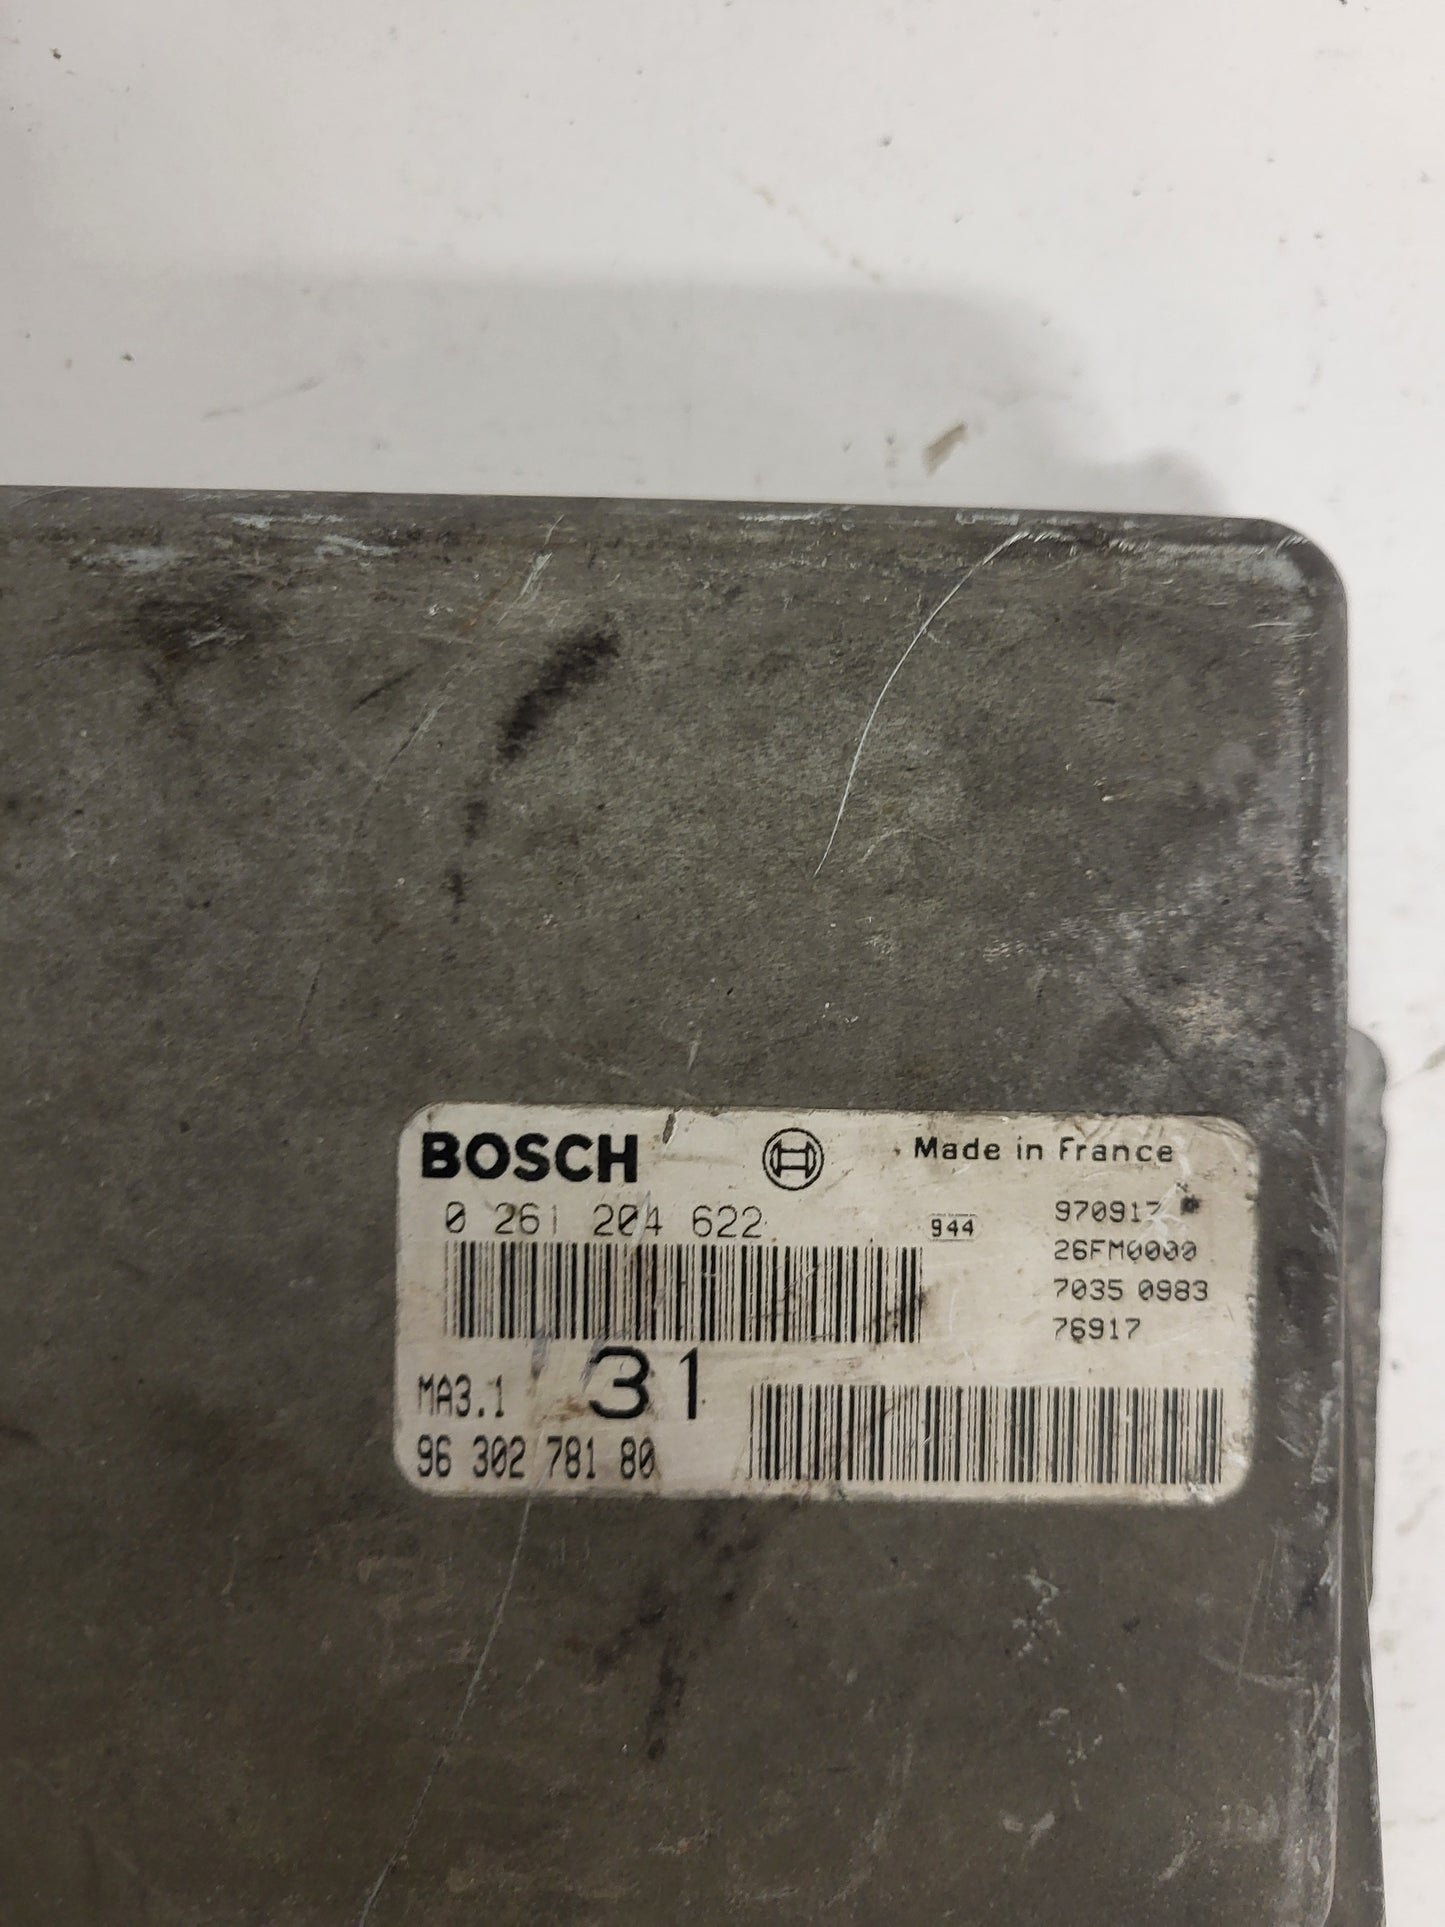 BOSCH Made in France
0 261 204 622 944 970917
26FM0000
7035 0983
76917
MA3.1 31
96 302 781 80